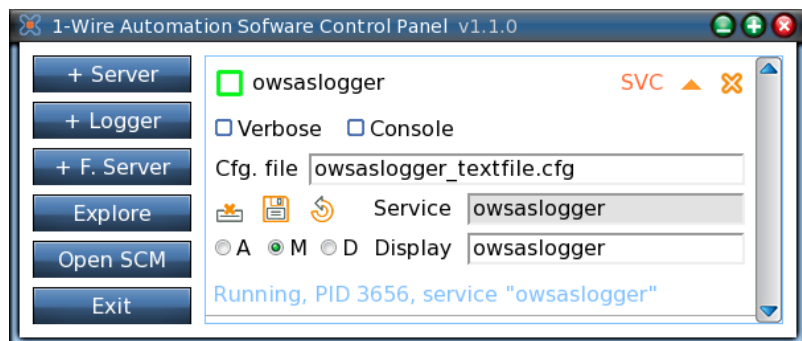 1-Wire Automation Sofware Control Panel v1.1.0
+ Server
+ Logger
+ F. Server
Explore
Open SCM
Exit
owsaslogger SVC
Verbose Console
Cfg. file owsaslogger_textfile.cfg
Service owsaslogger
A M D Display owsaslogger
Running, PID 3656, service "owsaslogger"